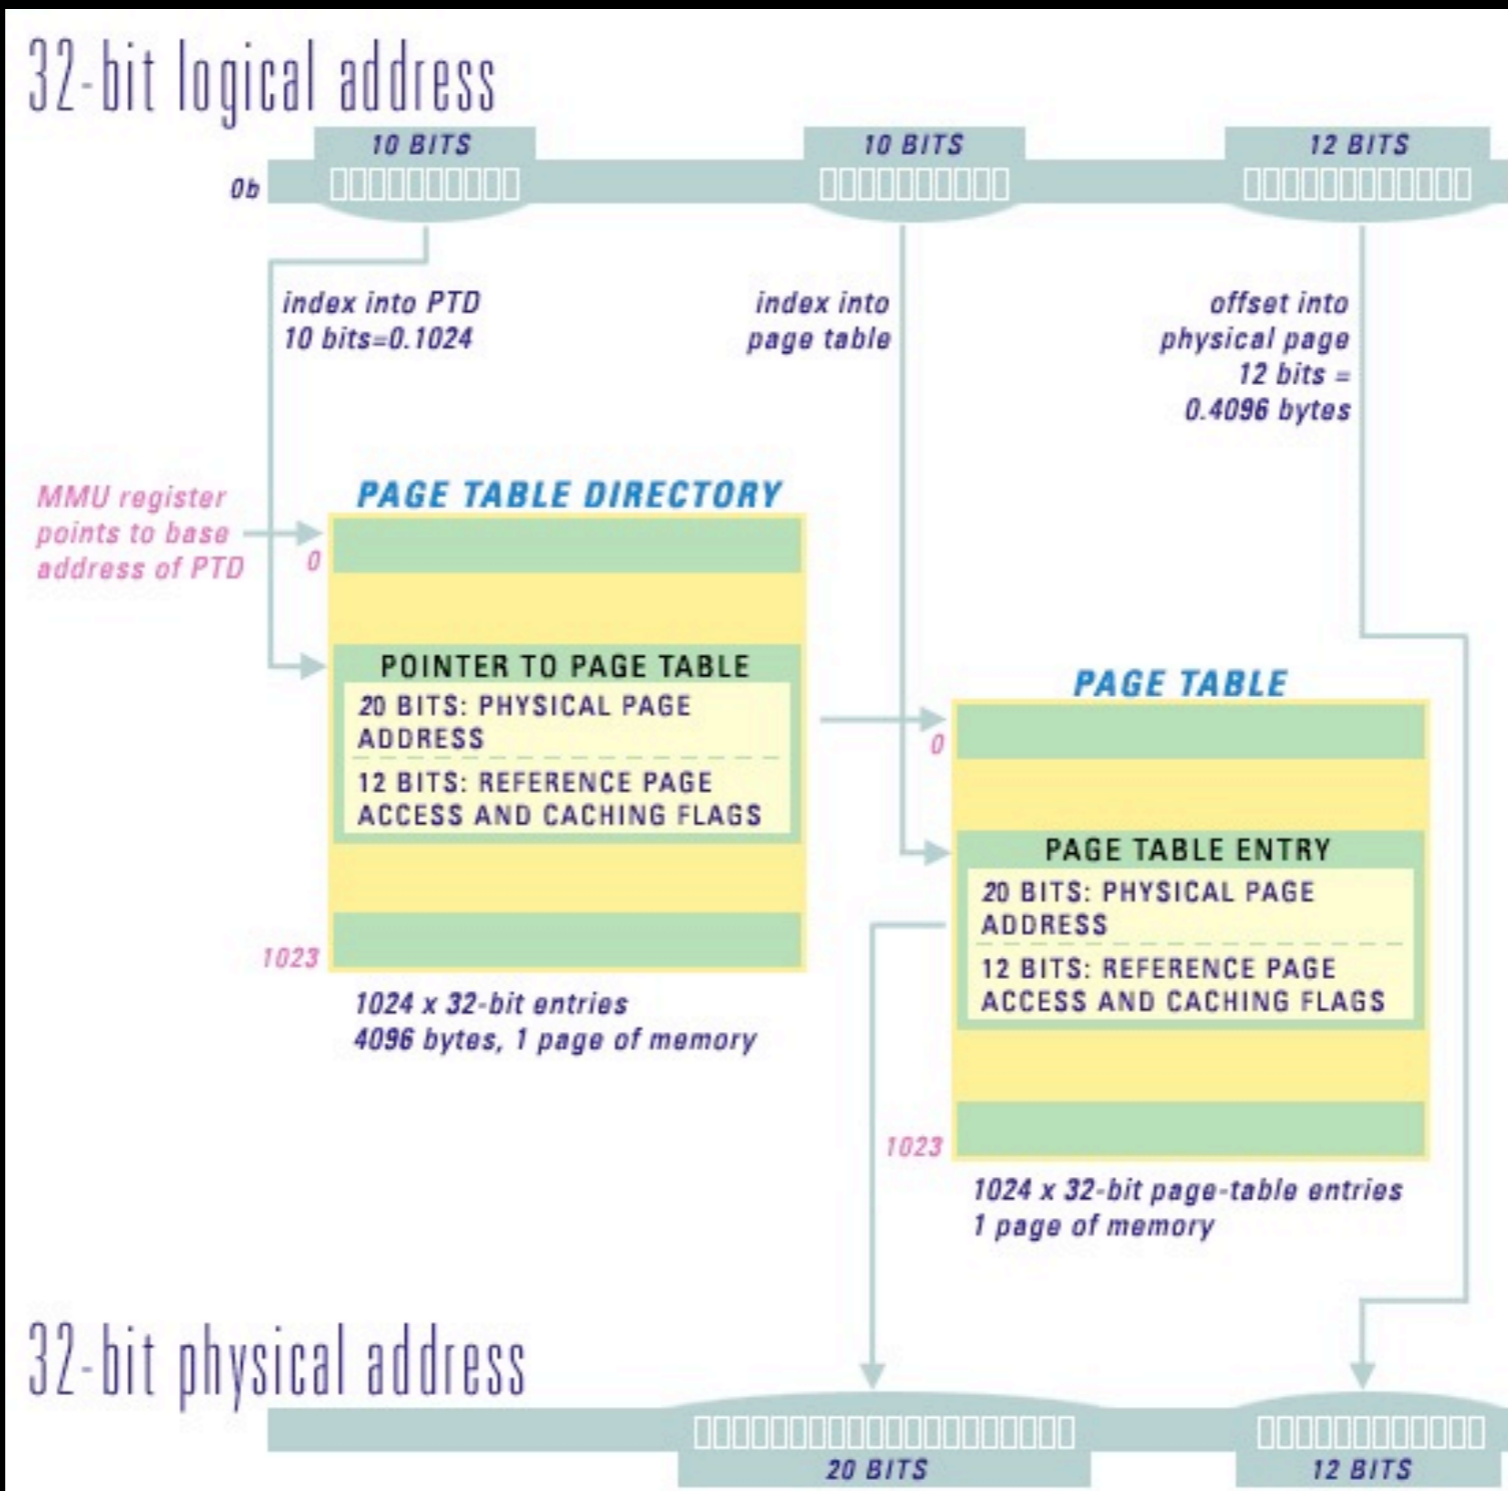 32-bit logical address
10 BITS
10 BITS
12 BITS
0b
index into PTD
10 bits=0.1024
index into
page table
offset into
physical page
12 bits =
0.4096 bytes
MMU register
points to base
address of PTD
PAGE TABLE DIRECTORY
0
POINTER TO PAGE TABLE
20 BITS: PHYSICAL PAGE
ADDRESS
12 BITS: REFERENCE PAGE
ACCESS AND CACHING FLAGS
1023
1024 x 32-bit entries
4096 bytes, 1 page of memory
PAGE TABLE
0
PAGE TABLE ENTRY
20 BITS: PHYSICAL PAGE
ADDRESS
12 BITS: REFERENCE PAGE
ACCESS AND CACHING FLAGS
1023
1024 x 32-bit page-table entries
1 page of memory
32-bit physical address
20 BITS
12 BITS